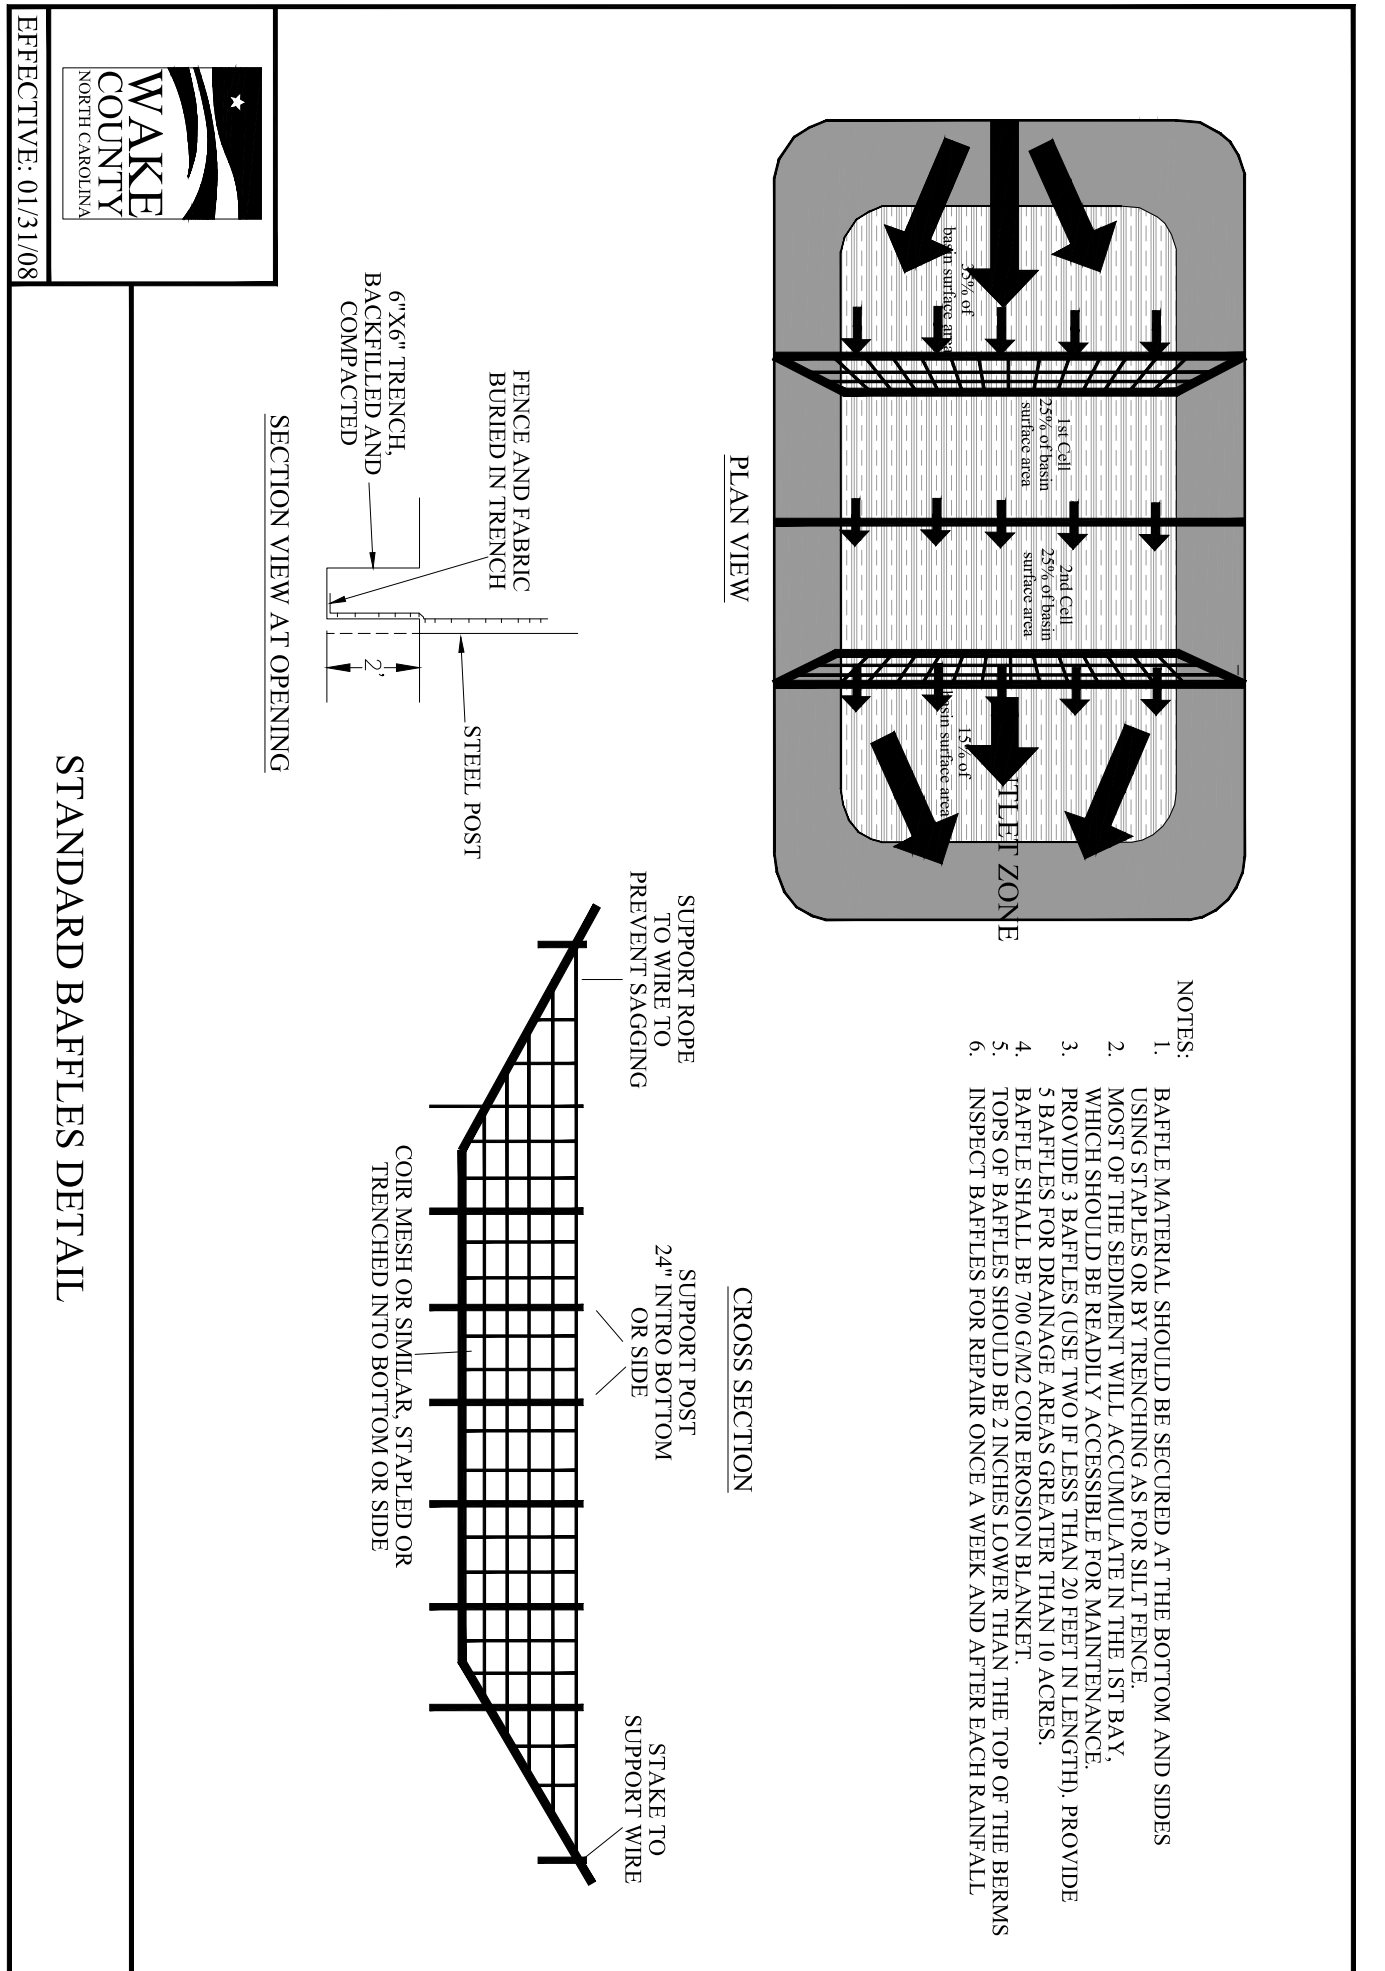 35% of
basin surface area
1st Cell
25% of basin
surface area
2nd Cell
25% of basin
surface area
15% of
basin surface area
TLET ZONE
PLAN VIEW
NOTES:
1. BAFFLE MATERIAL SHOULD BE SECURED AT THE BOTTOM AND SIDES
USING STAPLES OR BY TRENCHING AS FOR SILT FENCE.
2. MOST OF THE SEDIMENT WILL ACCUMULATE IN THE 1ST BAY,
WHICH SHOULD BE READILY ACCESSIBLE FOR MAINTENANCE.
3. PROVIDE 3 BAFFLES (USE TWO IF LESS THAN 20 FEET IN LENGTH). PROVIDE
5 BAFFLES FOR DRAINAGE AREAS GREATER THAN 10 ACRES.
4. BAFFLE SHALL BE 700 G/M2 COIR EROSION BLANKET.
5. TOPS OF BAFFLES SHOULD BE 2 INCHES LOWER THAN THE TOP OF THE BERMS
6. INSPECT BAFFLES FOR REPAIR ONCE A WEEK AND AFTER EACH RAINFALL
FENCE AND FABRIC
BURIED IN TRENCH
6"X6" TRENCH,
BACKFILLED AND
COMPACTED
2'
STEEL POST
SECTION VIEW AT OPENING
CROSS SECTION
SUPPORT ROPE
TO WIRE TO
PREVENT SAGGING
SUPPORT POST
24" INTRO BOTTOM
OR SIDE
STAKE TO
SUPPORT WIRE
COIR MESH OR SIMILAR, STAPLED OR
TRENCHED INTO BOTTOM OR SIDE
WAKE
COUNTY
NORTH CAROLINA
EFFECTIVE: 01/31/08
STANDARD BAFFLES DETAIL